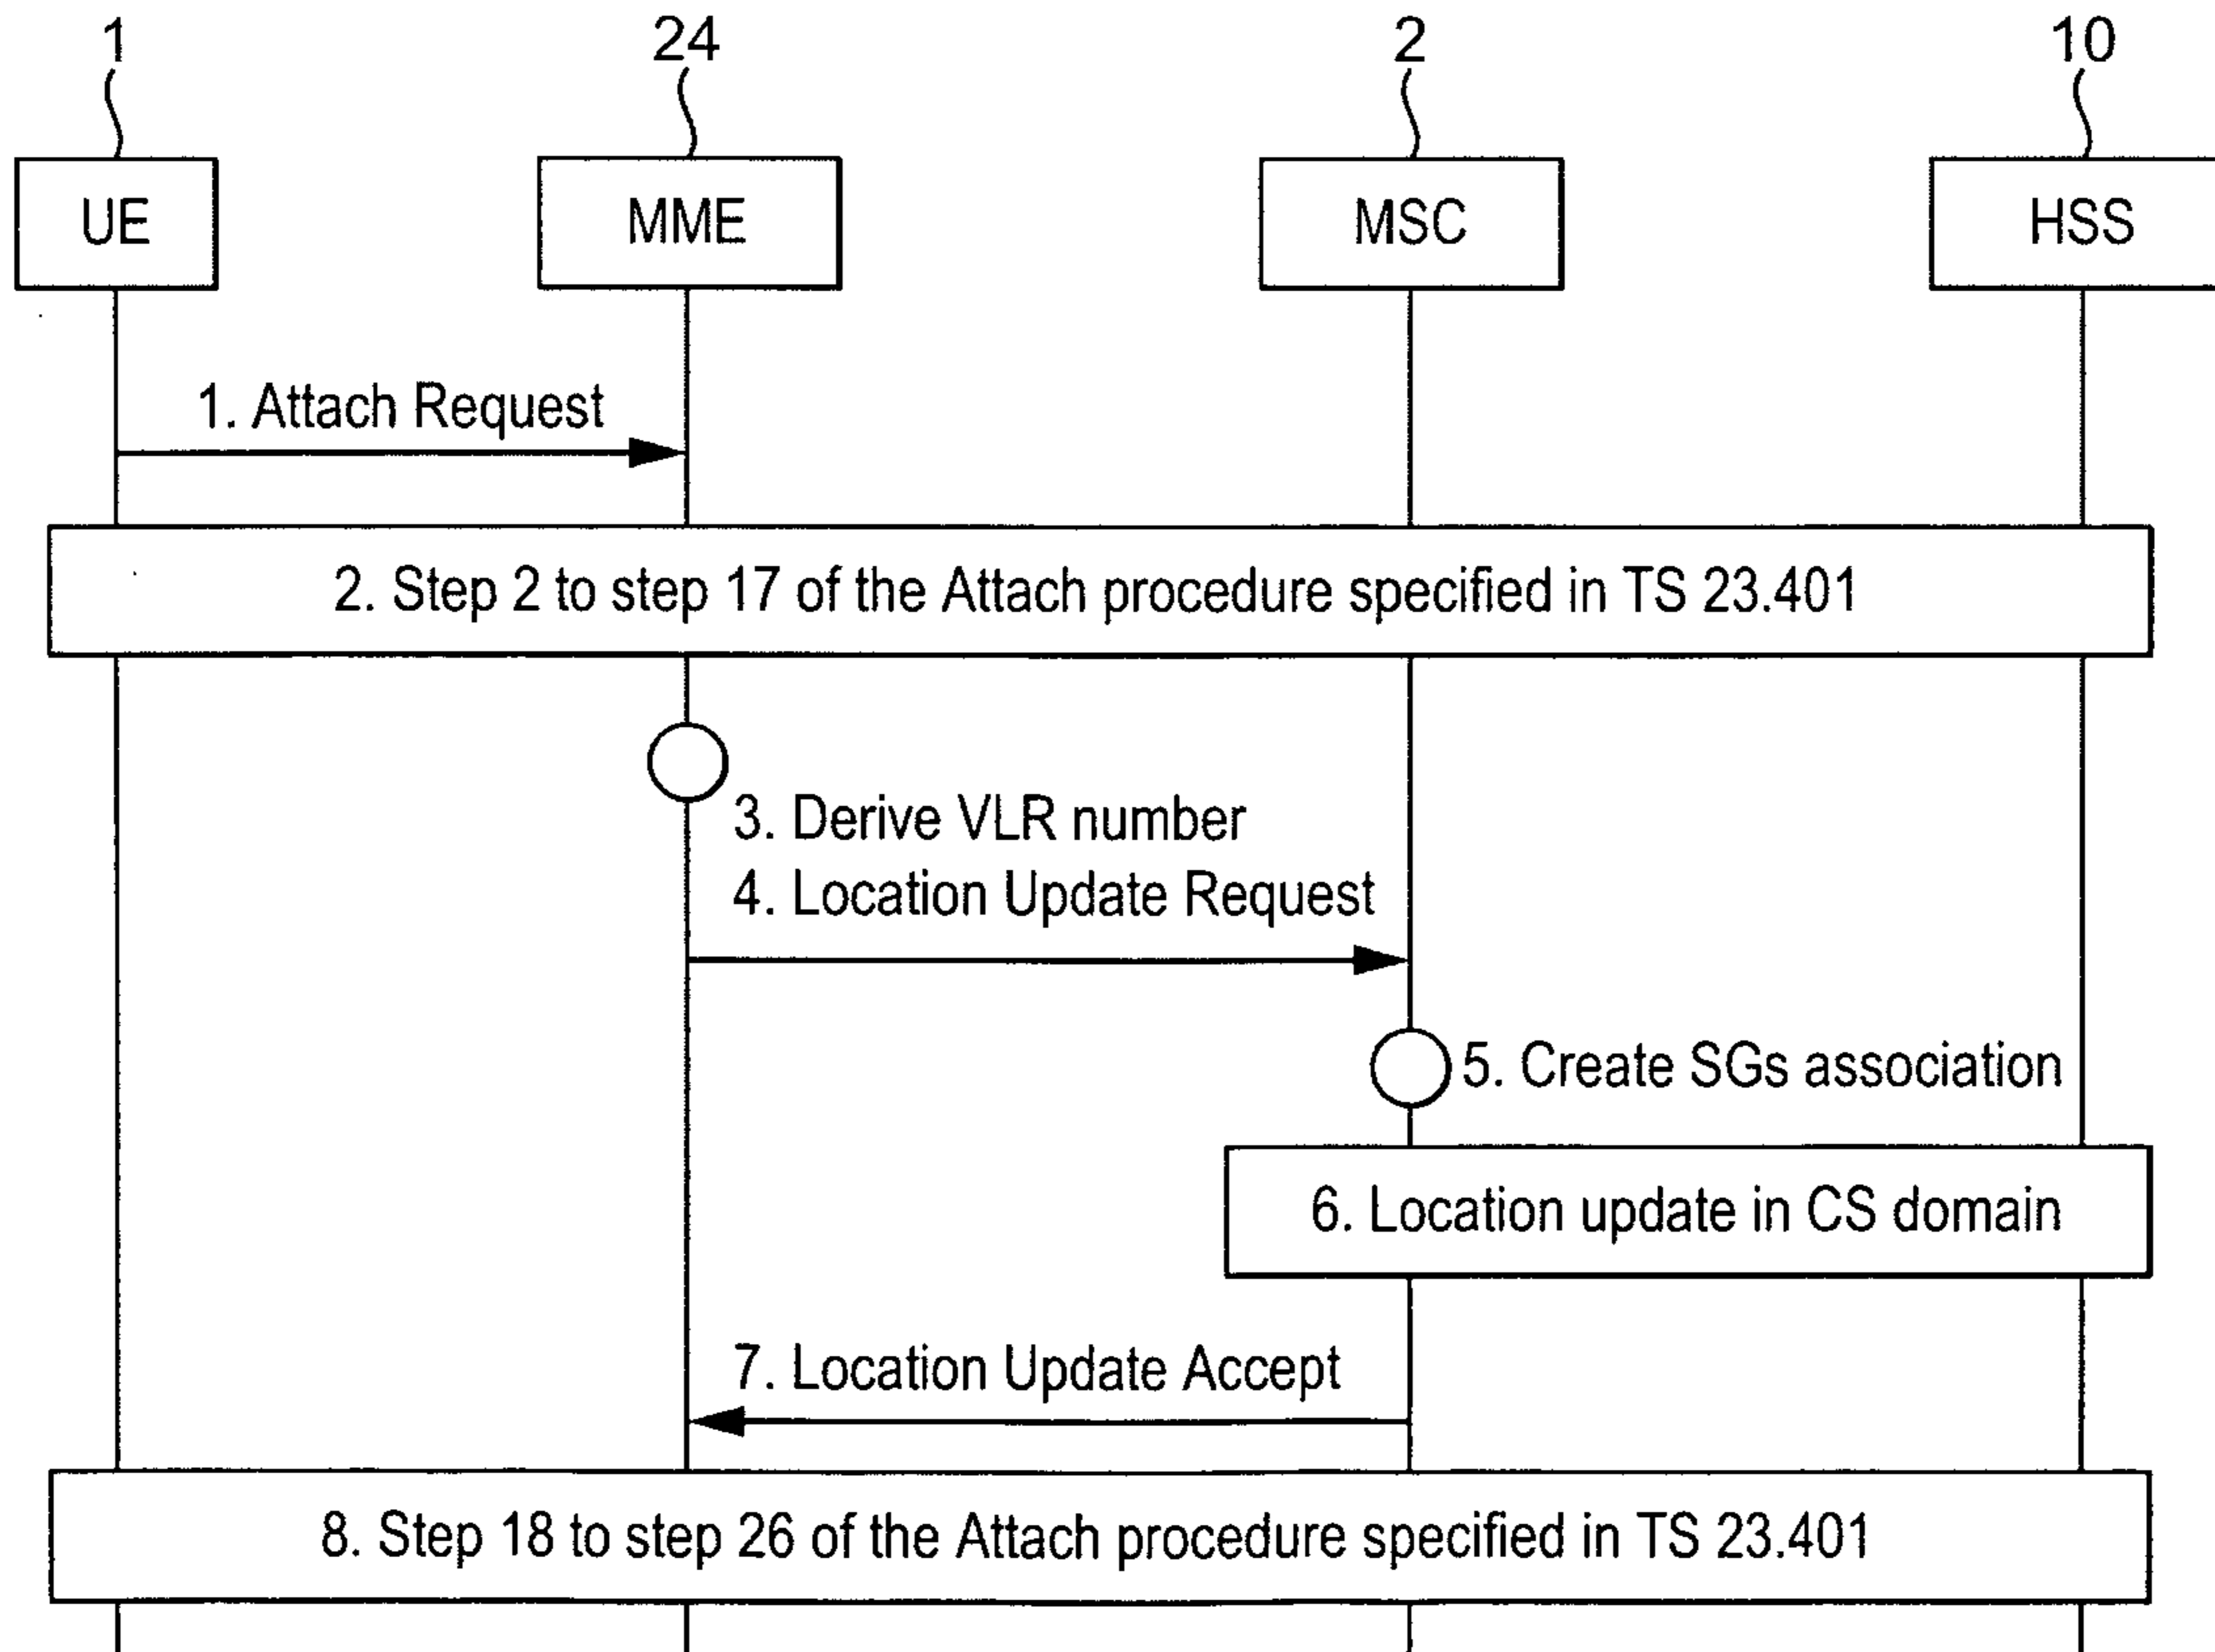 1
24
2
10
UE
MME
MSC
HSS
1. Attach Request
2. Step 2 to step 17 of the Attach procedure specified in TS 23.401
3. Derive VLR number
4. Location Update Request
5. Create SGs association
6. Location update in CS domain
7. Location Update Accept
8. Step 18 to step 26 of the Attach procedure specified in TS 23.401